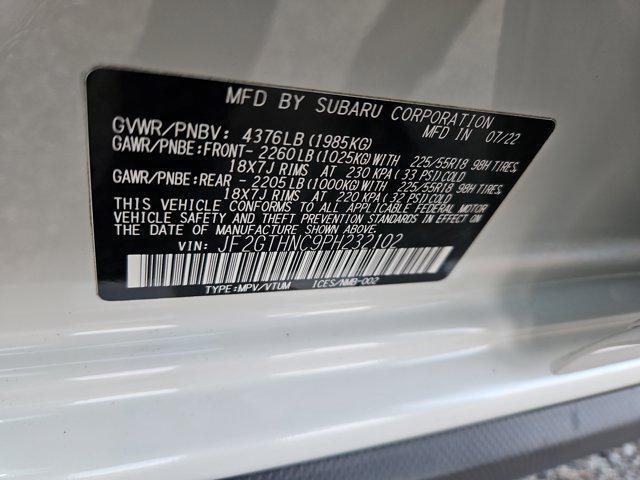 MFD BY SUBARU CORPORATION
GVWR/PNBV: 4376LB (1985KG) MFD IN 07/22
GAWR/PNBE:FRONT- 2260LB (1025KG) WITH 225/55R18 98H TIRES,
18X7J RIMS AT 230 KPA ( 33 PSI) COLD
GAWR/PNBE:REAR - 2205LB (1000KG) WITH 225/55R18 98H TIRES,
18X7J RIMS AT 220 KPA ( 32 PSI) COLD
THIS VEHICLE CONFORMS TO ALL APPLICABLE FEDERAL MOTOR
VEHICLE SAFETY AND THEFT PREVENTION STANDARDS IN EFFECT ON
THE DATE OF MANUFACTURE SHOWN ABOVE.
VIN: JF2GTHNC9PH232102
TYPE:MPV/VTUM ICES/NMB-002